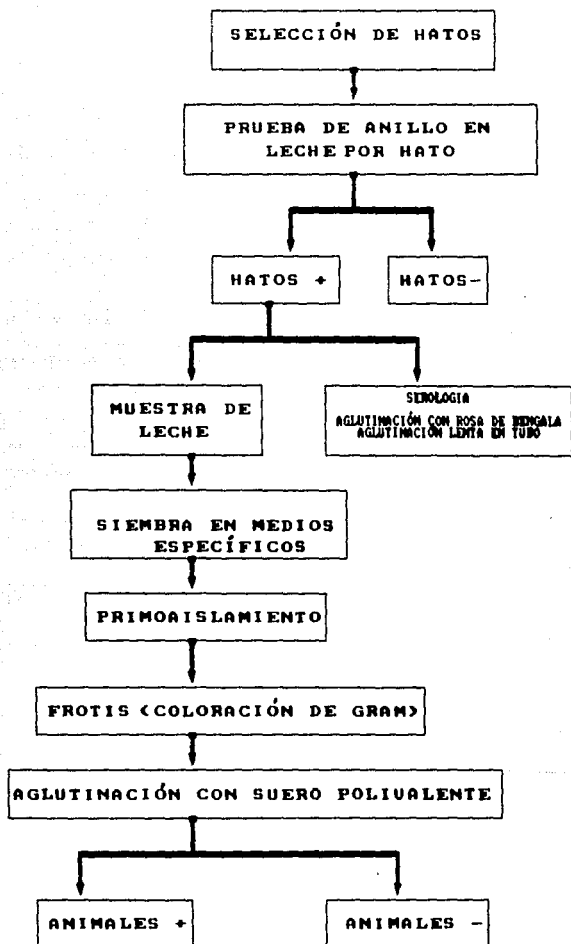 SELECCIÓN DE HATOS
PRUEBA DE ANILLO EN
LECHE POR HATO
HATOS +
HATOS-
MUESTRA DE
LECHE
SEROLOGIA
AGLUTINACIÓN CON ROSA DE BENGALA
AGLUTINACIÓN LENTA EN TUBO
SIEMBRA EN MEDIOS
ESPECÍFICOS
PRIMOAISLAMIENTO
FROTIS <COLORACIÓN DE GRAM>
AGLUTINACIÓN CON SUERO POLIVALENTE
ANIMALES +
ANIMALES -